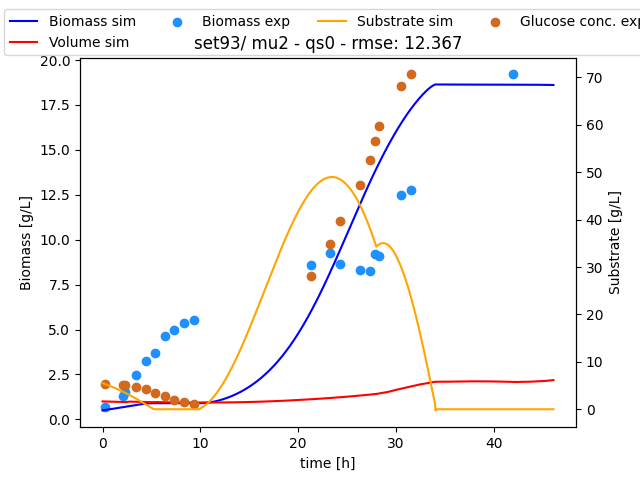 Biomass sim Biomass exp Substrate sim Glucose conc. exp
Volume sim
set93/ mu2 - qs0 - rmse: 12.367
20.0
17.5
15.0
12.5
10.0
7.5
5.0
2.5
0.0
Biomass [g/L]
70
60
50
40
30
20
10
0
Substrate [g/L]
0 10 20 30 40
time [h]